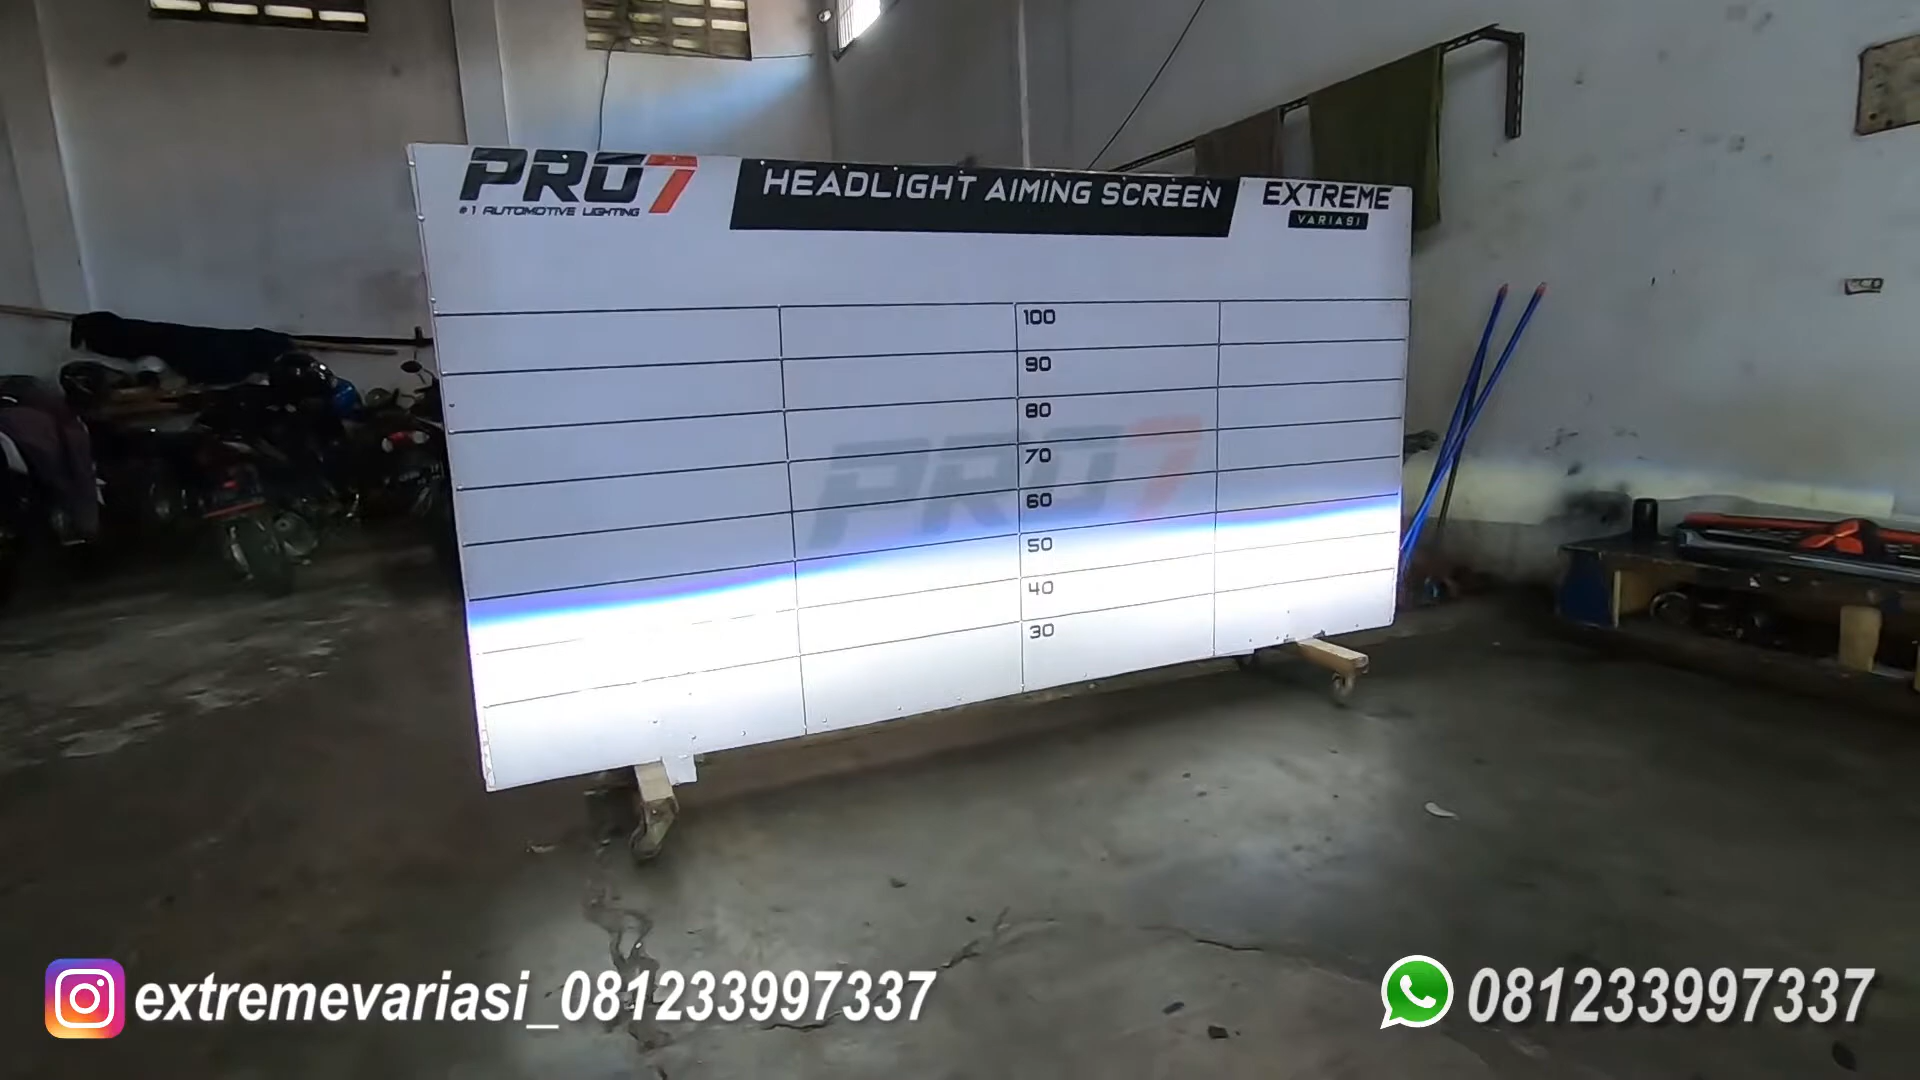 PRO7
#1 AUTOMOTIVE LIGHTING
HEADLIGHT AIMING SCREEN
EXTREME
VARIASI
100
90
80
70
60
50
40
30
PRO7
extremevariasi_081233997337
081233997337